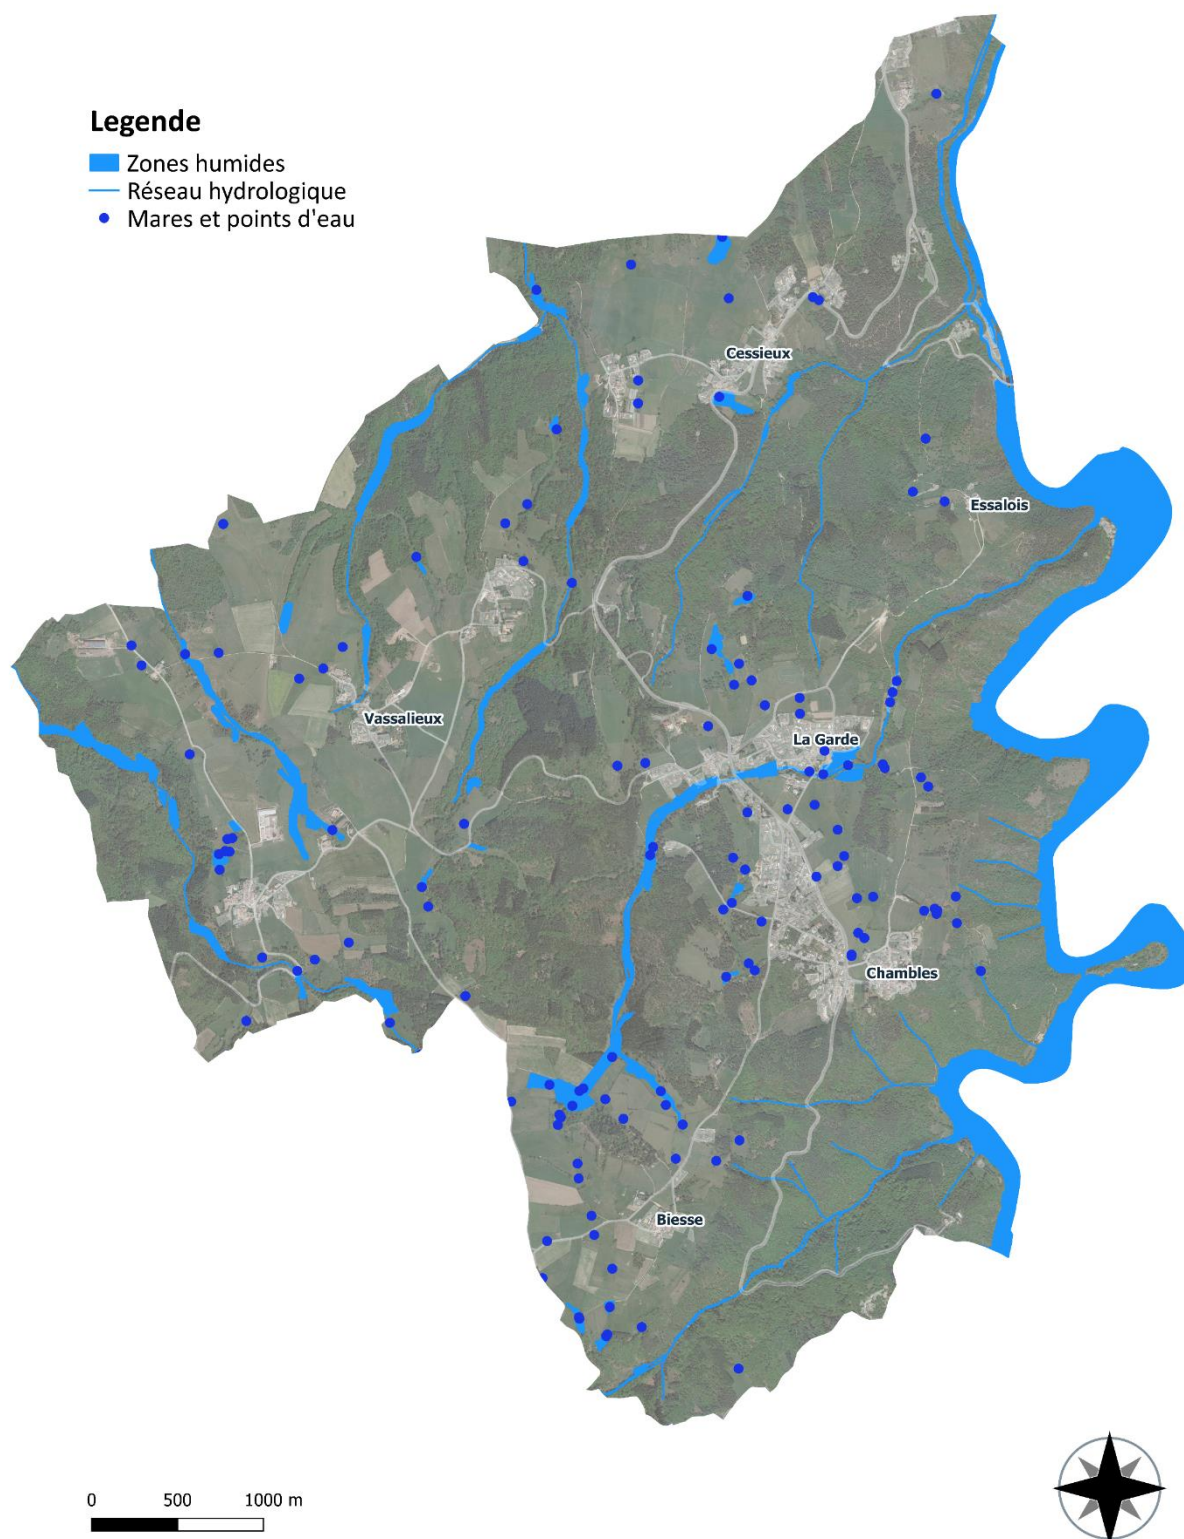 Legende
Zones humides
Réseau hydrologique
Mares et points d'eau
Cessieux
Essalois
Vassalieux
La Garde
Chambles
Biesse
0 500 1000 m